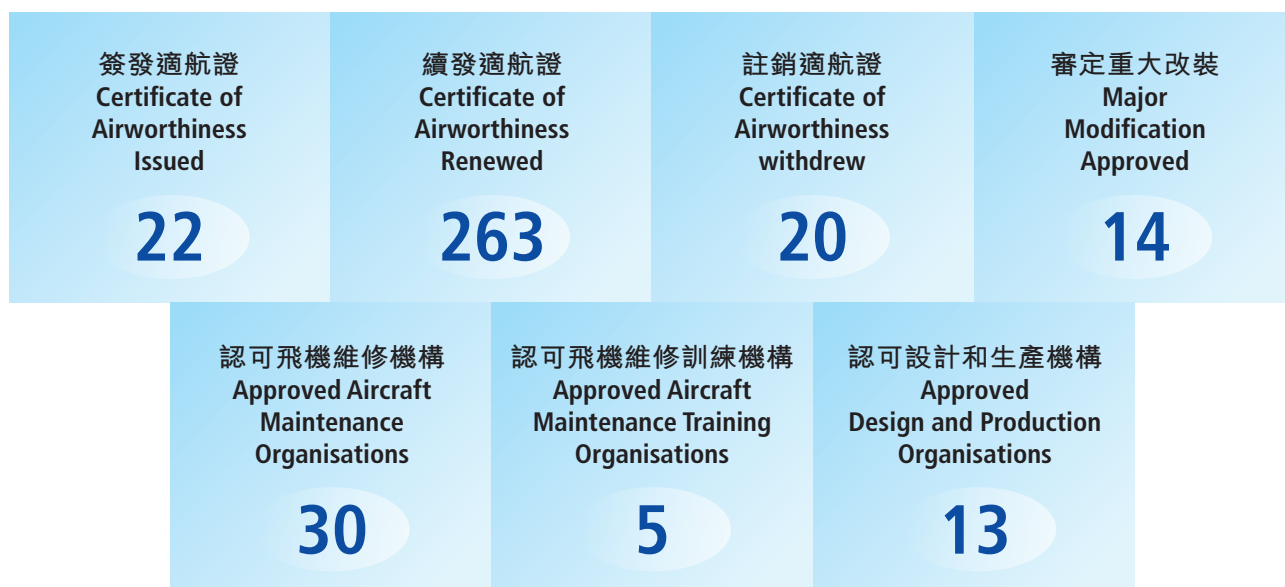 簽發適航證
Certificate of
Airworthiness
Issued
22
續發適航證
Certificate of
Airworthiness
Renewed
263
註銷適航證
Certificate of
Airworthiness
withdrew
20
審定重大改裝
Major
Modification
Approved
14
認可飛機維修機構
Approved Aircraft
Maintenance
Organisations
30
認可飛機維修訓練機構
Approved Aircraft
Maintenance Training
Organisations
5
認可設計和生產機構
Approved
Design and Production
Organisations
13